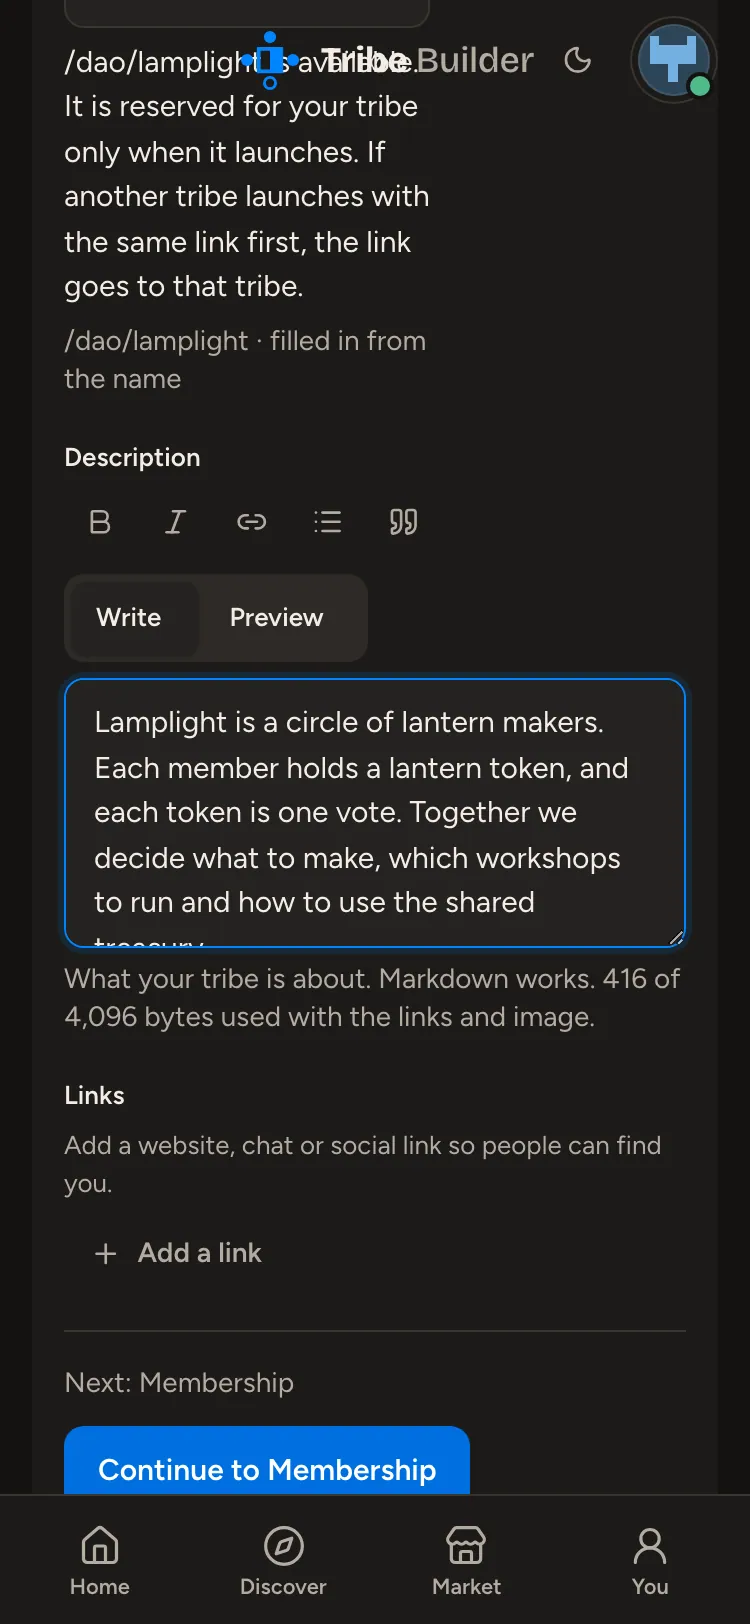 Tribe Builder
/dao/lamplight is available.
It is reserved for your tribe
only when it launches. If
another tribe launches with
the same link first, the link
goes to that tribe.
/dao/lamplight · filled in from
the name
Description
Write Preview
Lamplight is a circle of lantern makers.
Each member holds a lantern token, and
each token is one vote. Together we
decide what to make, which workshops
to run and how to use the shared
treasury.
What your tribe is about. Markdown works. 416 of
4,096 bytes used with the links and image.
Links
Add a website, chat or social link so people can find
you.
Add a link
Next: Membership
Continue to Membership
Home Discover Market You